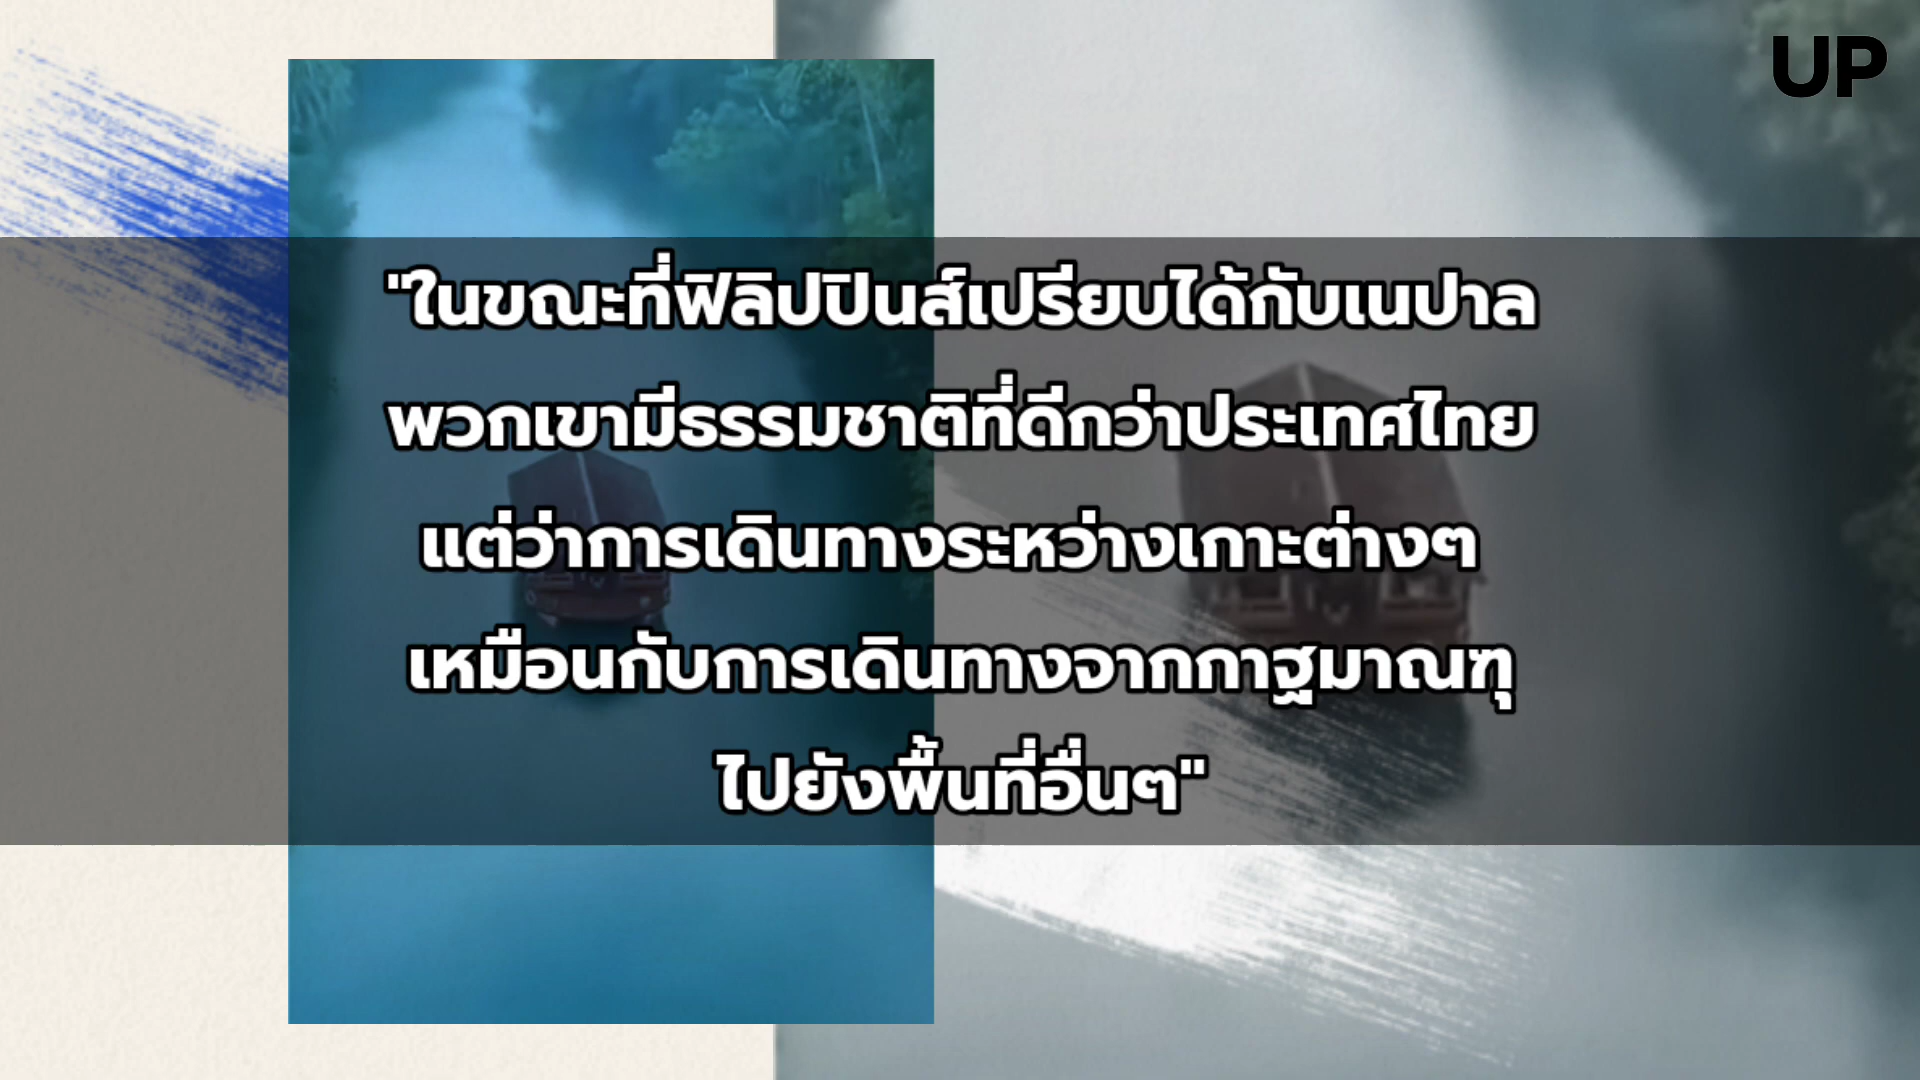 UP
"ในขณะที่ฟิลิปปินส์เปรียบได้กับเนปาล
พวกเขามีธรรมชาติที่ดีกว่าประเทศไทย
แต่ว่าการเดินทางระหว่างเกาะต่างๆ
เหมือนกับการเดินทางจากกาฐมาณฑุ
ไปยังพื้นที่อื่นๆ"